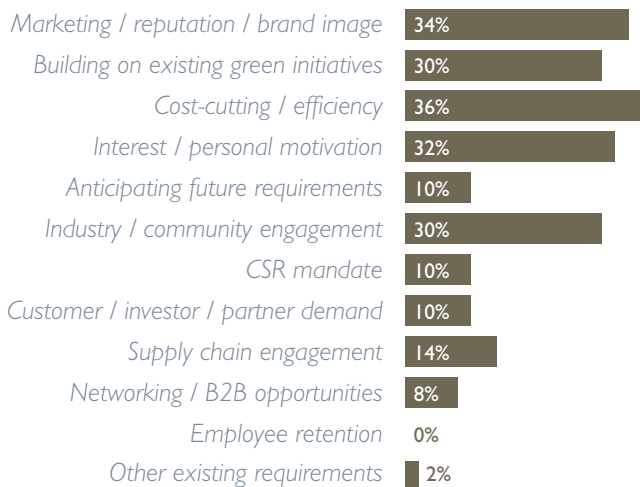 Marketing / reputation / brand image 34%
Building on existing green initiatives 30%
Cost-cutting / efficiency 36%
Interest / personal motivation 32%
Anticipating future requirements 10%
Industry / community engagement 30%
CSR mandate 10%
Customer / investor / partner demand 10%
Supply chain engagement 14%
Networking / B2B opportunities 8%
Employee retention 0%
Other existing requirements 2%